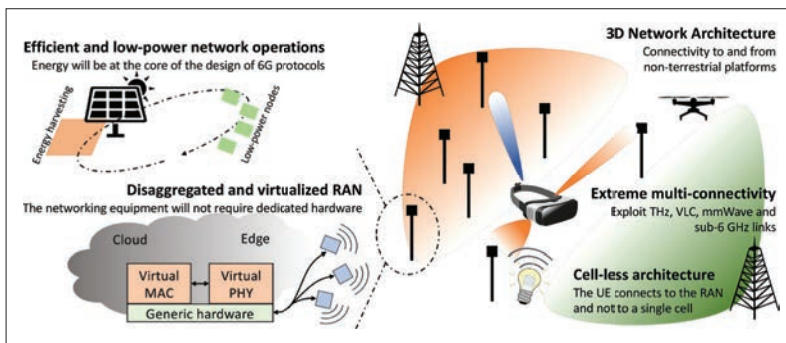 Efficient and low-power network operations
Energy will be at the core of the design of 6G protocols
Energy harvesting
Low-power nodes
Disaggregated and virtualized RAN
The networking equipment will not require dedicated hardware
Cloud
Edge
Virtual
MAC
Virtual
PHY
Generic hardware
3D Network Architecture
Connectivity to and from
non-terrestrial platforms
Extreme multi-connectivity
Exploit THz, VLC, mmWave and
sub-6 GHz links
Cell-less architecture
The UE connects to the RAN
and not to a single cell